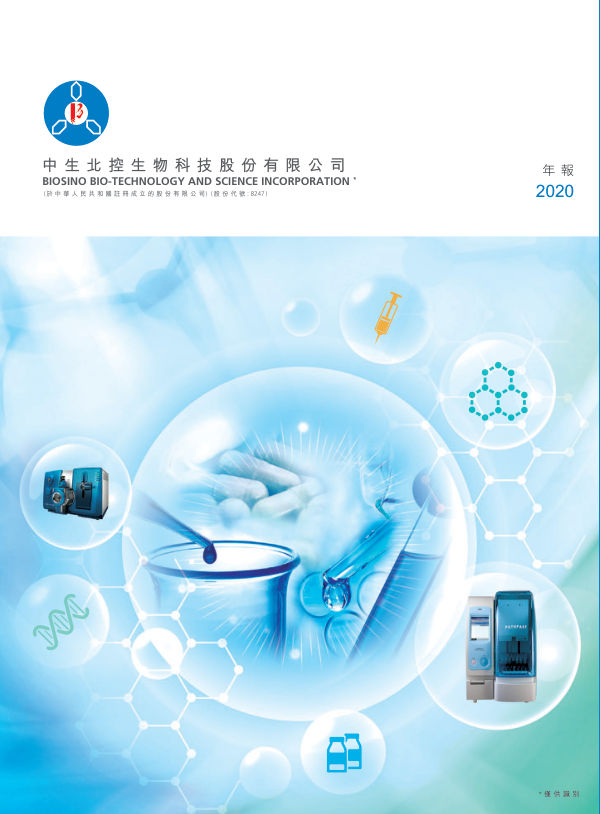 中生北控生物科技股份有限公司
BIOSINO BIO-TECHNOLOGY AND SCIENCE INCORPORATION *
(於中華人民共和國註冊成立的股份有限公司) (股份代號:8247)
年報
2020
AUTOPASE
*僅供識別